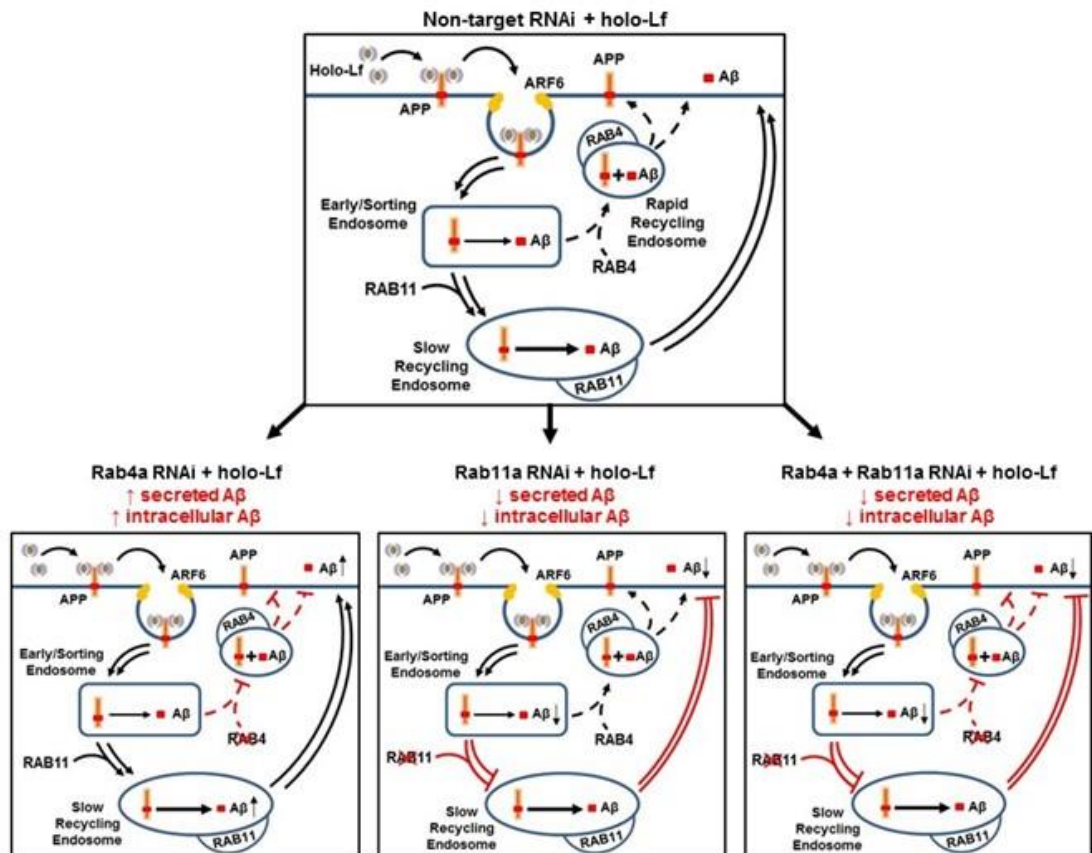 Non-target RNAi + holo-Lf
Holo-Lf
APP
ARF6
APP
Aβ
RAB4
+ Aβ
Early/Sorting
Endosome
Aβ
Rapid
Recycling
Endosome
RAB4
RAB11
Slow
Recycling
Endosome
Aβ
RAB11
Rab4a RNAi + holo-Lf
↑ secreted Aβ
↑ intracellular Aβ
APP
ARF6
APP
Aβ↑
RAB4
+ Aβ
Early/Sorting
Endosome
Aβ
RAB4
RAB11
Slow
Recycling
Endosome
Aβ↑
RAB11
Rab11a RNAi + holo-Lf
↓ secreted Aβ
↓ intracellular Aβ
APP
ARF6
APP
Aβ↓
RAB4
+ Aβ
Early/Sorting
Endosome
Aβ↓
RAB4
RAB11
Slow
Recycling
Endosome
Aβ
RAB11
Rab4a + Rab11a RNAi + holo-Lf
↓ secreted Aβ
↓ intracellular Aβ
APP
ARF6
APP
Aβ↓
RAB4
+ Aβ
Early/Sorting
Endosome
Aβ↓
RAB4
RAB11
Slow
Recycling
Endosome
Aβ
RAB11